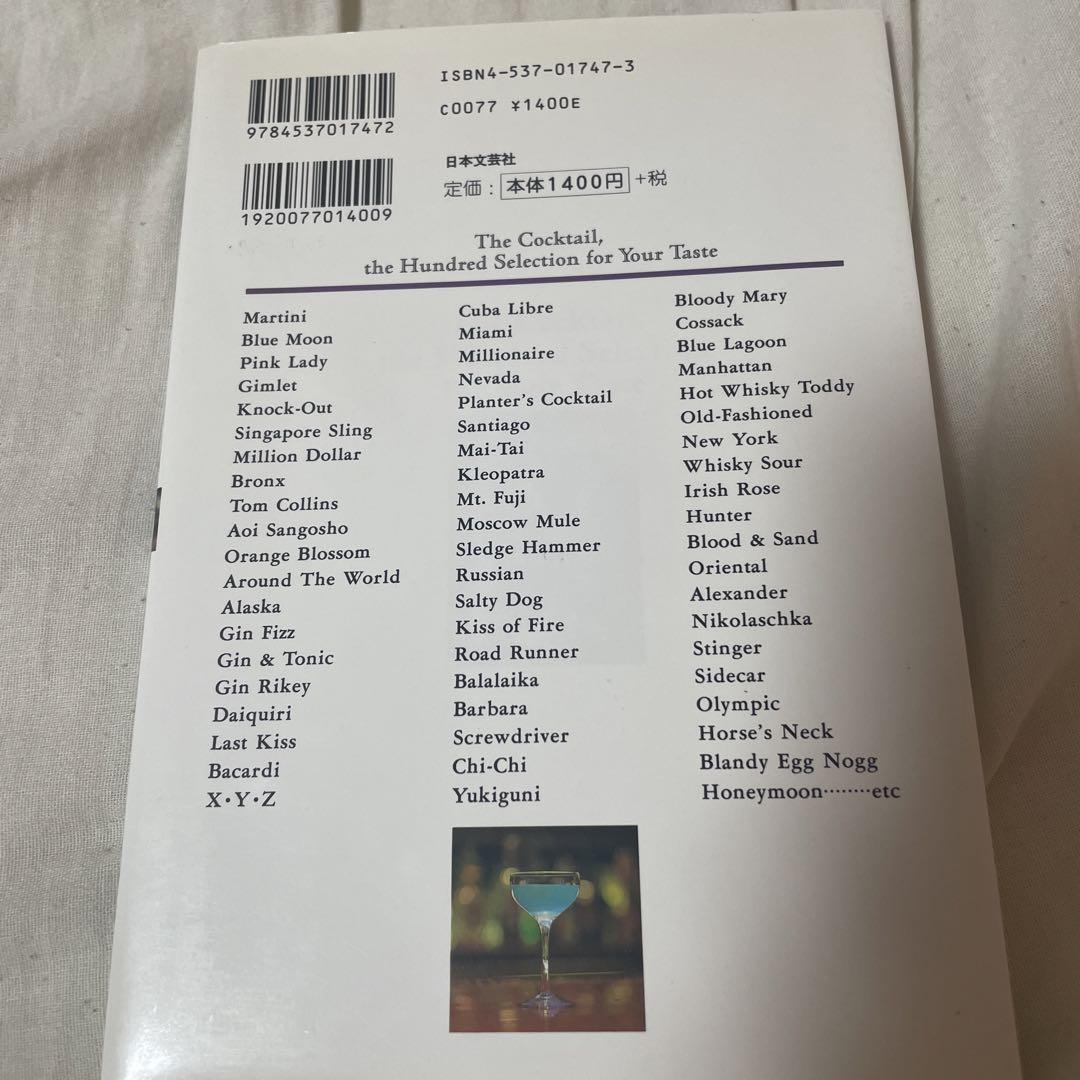 ISBN4-537-01747-3
9784537017472
C0077 ¥1400E
日本文芸社
定価：本体1400円+税
1920077014009
The Cocktail,
the Hundred Selection for Your Taste
Martini
Blue Moon
Pink Lady
Gimlet
Knock-Out
Singapore Sling
Million Dollar
Bronx
Tom Collins
Aoi Sangosho
Orange Blossom
Around The World
Alaska
Gin Fizz
Gin & Tonic
Gin Rikey
Daiquiri
Last Kiss
Bacardi
X·Y·Z
Cuba Libre
Miami
Millionaire
Nevada
Planter's Cocktail
Santiago
Mai-Tai
Kleopatra
Mt. Fuji
Moscow Mule
Sledge Hammer
Russian
Salty Dog
Kiss of Fire
Road Runner
Balalaika
Barbara
Screwdriver
Chi-Chi
Yukiguni
Bloody Mary
Cossack
Blue Lagoon
Manhattan
Hot Whisky Toddy
Old-Fashioned
New York
Whisky Sour
Irish Rose
Hunter
Blood & Sand
Oriental
Alexander
Nikolaschka
Stinger
Sidecar
Olympic
Horse's Neck
Blandy Egg Nogg
Honeymoon········etc